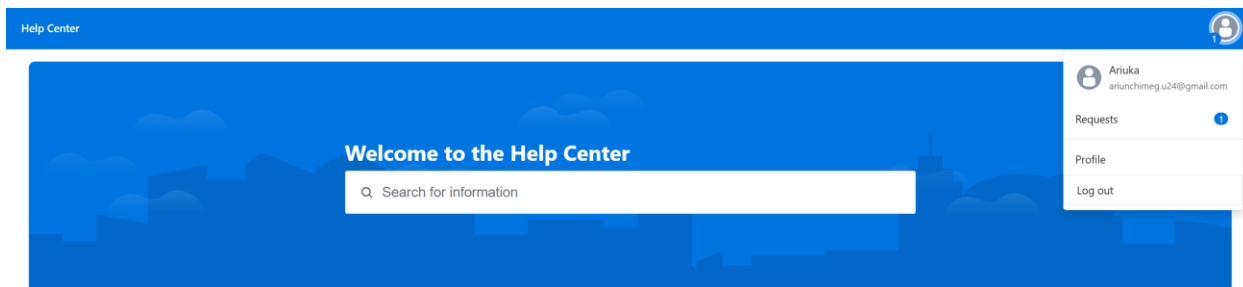 Help Center
1
Ariuka
ariunchimeg.u24@gmail.com
Requests 1
Profile
Log out
Welcome to the Help Center
Search for information